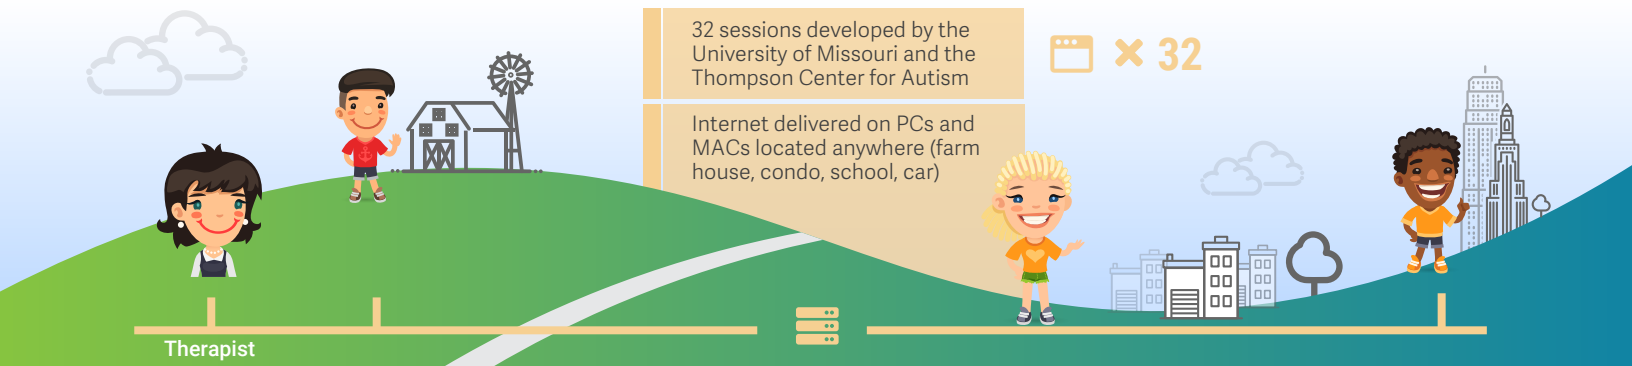 32 sessions developed by the
University of Missouri and the
Thompson Center for Autism
32
Internet delivered on PCs and
MACs located anywhere (farm
house, condo, school, car)
Therapist